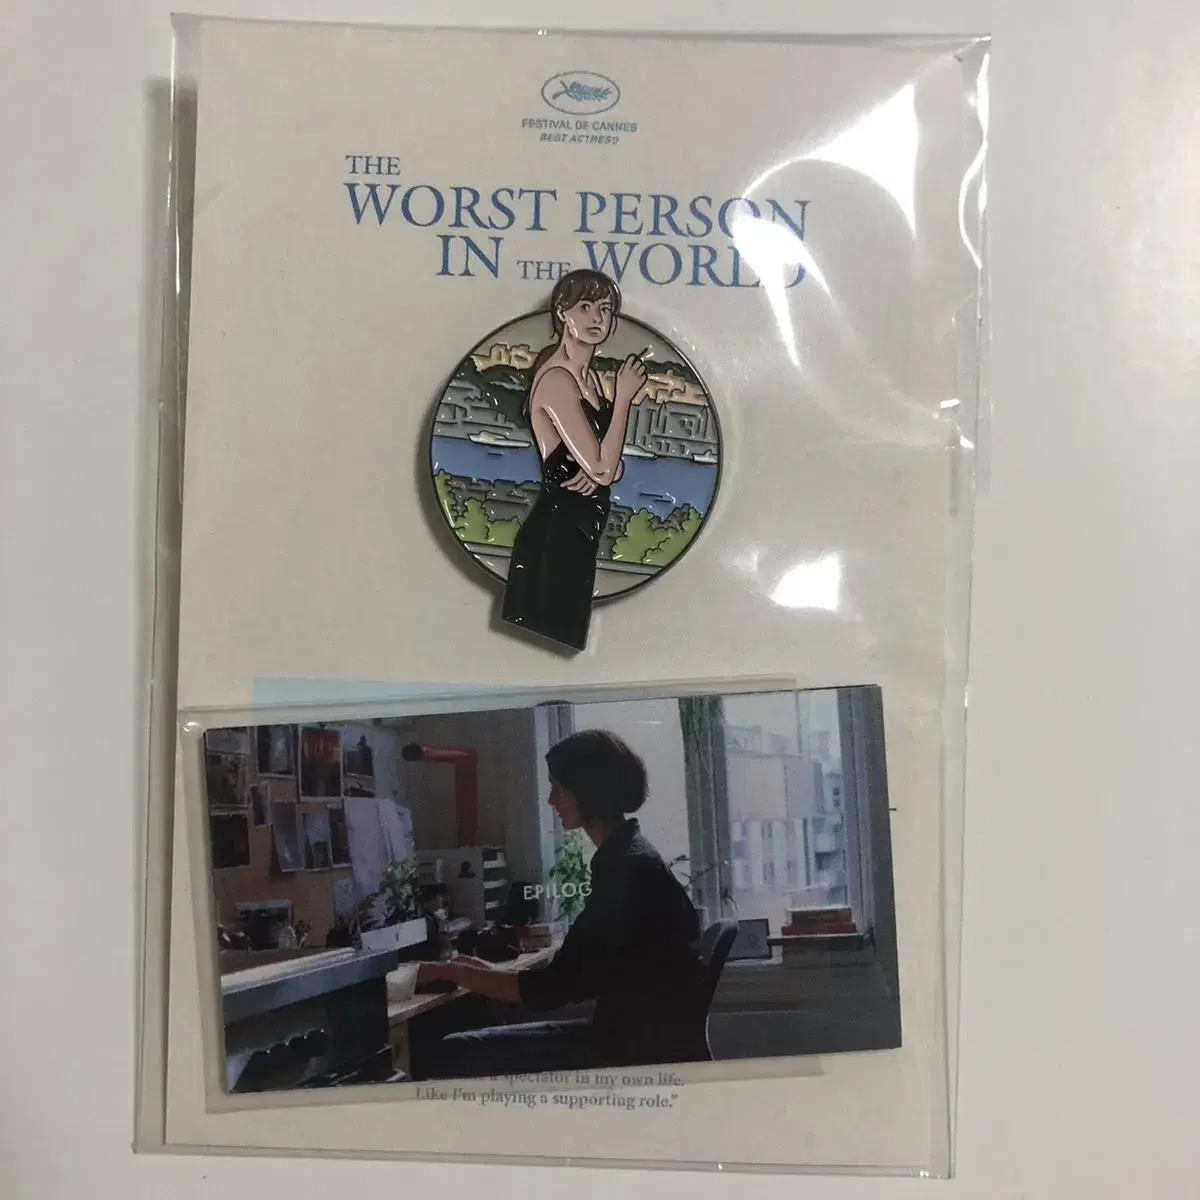 FESTIVAL DE CANNES
BEST ACTRESS
THE
WORST PERSON
IN THE WORLD
EPILOG
a spectator in my own life.
Like I'm playing a supporting role."